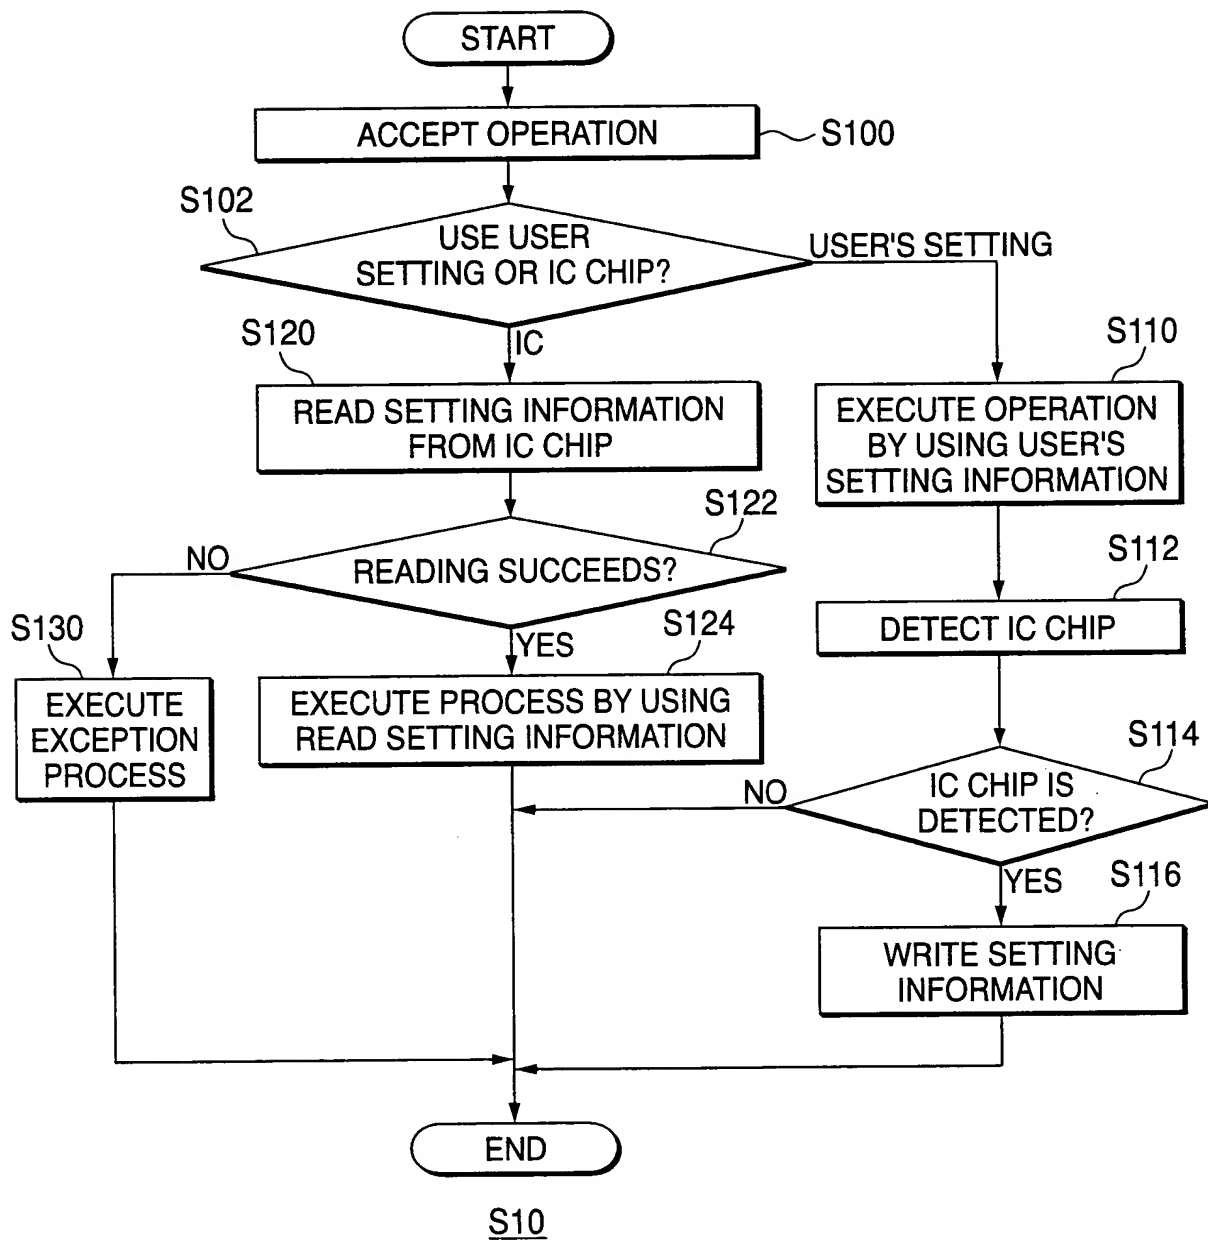 START
ACCEPT OPERATION
S100
S102
USE USER
SETTING OR IC CHIP?
USER'S SETTING
IC
S120
READ SETTING INFORMATION
FROM IC CHIP
S110
EXECUTE OPERATION
BY USING USER'S
SETTING INFORMATION
S122
READING SUCCEEDS?
NO
YES
S112
DETECT IC CHIP
S130
EXECUTE
EXCEPTION
PROCESS
S124
EXECUTE PROCESS BY USING
READ SETTING INFORMATION
S114
IC CHIP IS
DETECTED?
NO
YES
S116
WRITE SETTING
INFORMATION
END
S10